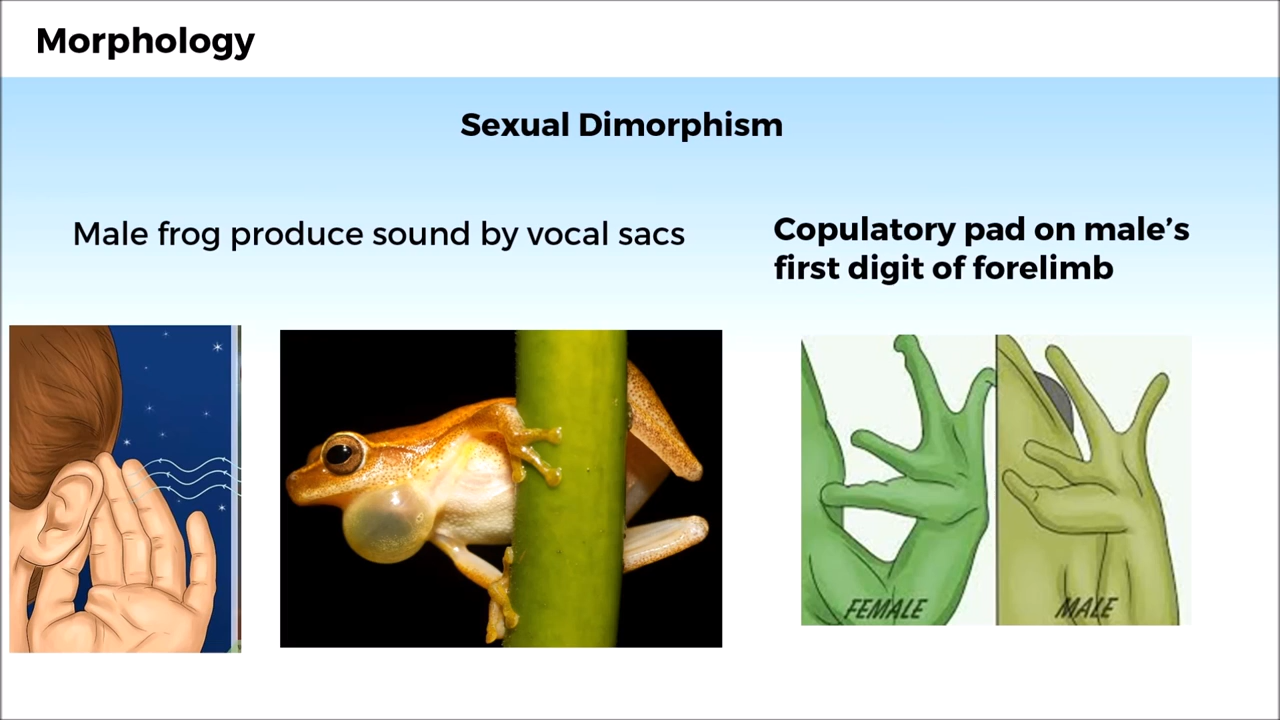 Morphology
Sexual Dimorphism
Male frog produce sound by vocal sacs
Copulatory pad on male’s
first digit of forelimb
FEMALE
MALE